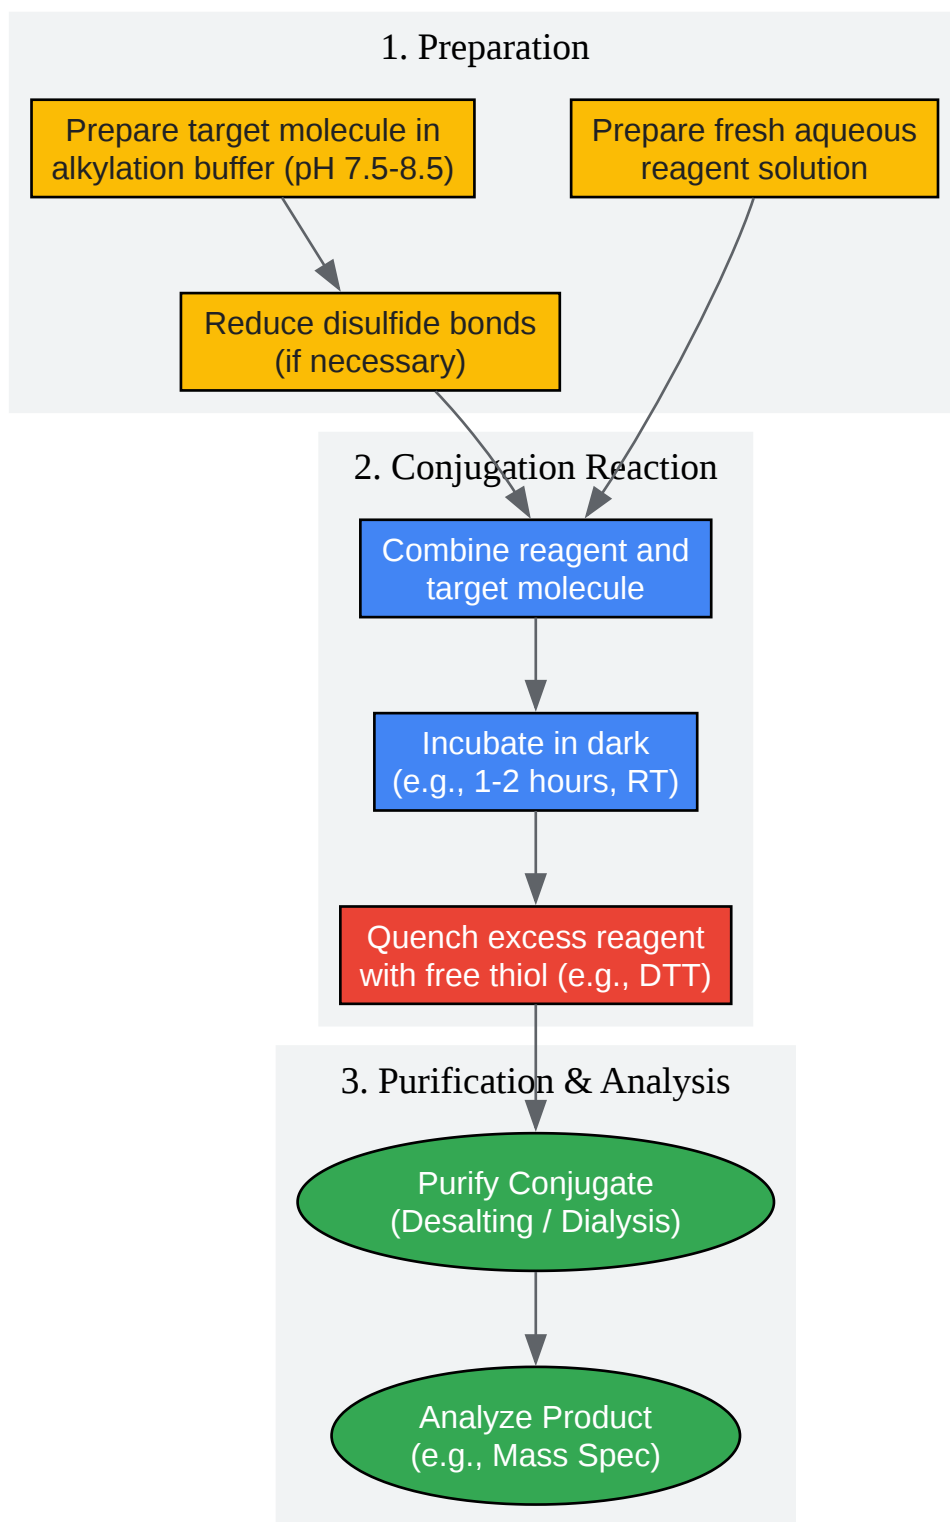 1. Preparation
Prepare target molecule in
alkylation buffer (pH 7.5-8.5)
Prepare fresh aqueous
reagent solution
Reduce disulfide bonds
(if necessary)
2. Conjugation Reaction
Combine reagent and
target molecule
Incubate in dark
(e.g., 1-2 hours, RT)
Quench excess reagent
with free thiol (e.g., DTT)
3. Purification & Analysis
Purify Conjugate
(Desalting / Dialysis)
Analyze Product
(e.g., Mass Spec)